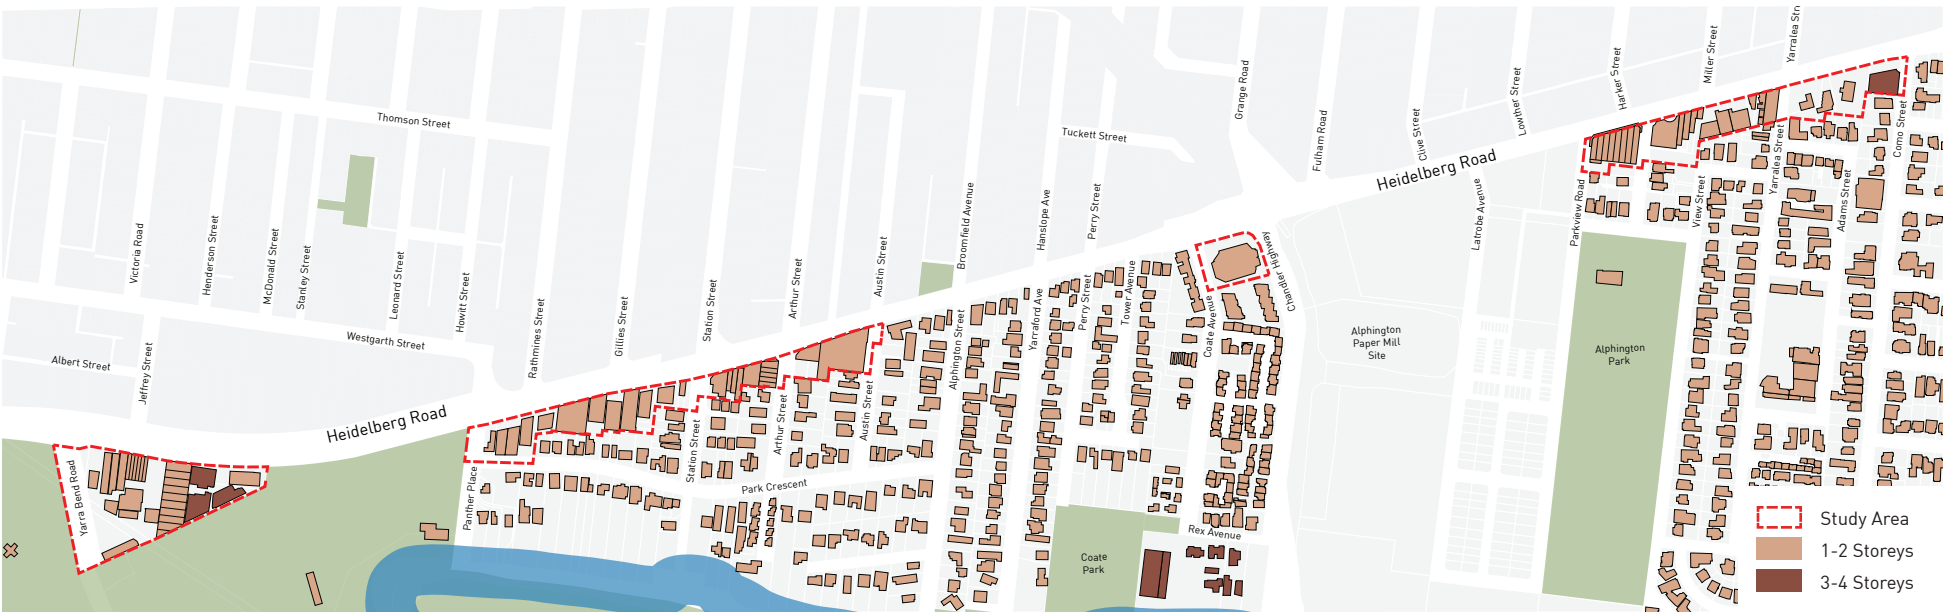 Thomson Street
Tuckett Street
Grange Road
Fulham Road
Clive Street
Lowther Street
Harker Street
Miller Street
Yarralea Stn
Heidelberg Road
Victoria Road
Henderson Street
McDonald Street
Stanley Street
Leonard Street
Howitt Street
Rathmines Street
Gillies Street
Station Street
Arthur Street
Austin Street
Broomfield Avenue
Hanslope Ave
Perry Street
Chandler Highway
Latrobe Avenue
Parkview Road
View Street
Yarralea Street
Adams Street
Como Street
Albert Street
Jeffrey Street
Westgarth Street
Heidelberg Road
Alphington Street
Yarraford Ave
Perry Street
Tower Avenue
Coate Avenue
Alphington
Paper Mill
Site
Alphington
Park
Yarra Bend Road
Panther Place
Station Street
Arthur Street
Austin Street
Park Crescent
Rex Avenue
Coate
Park
Study Area
1-2 Storeys
3-4 Storeys